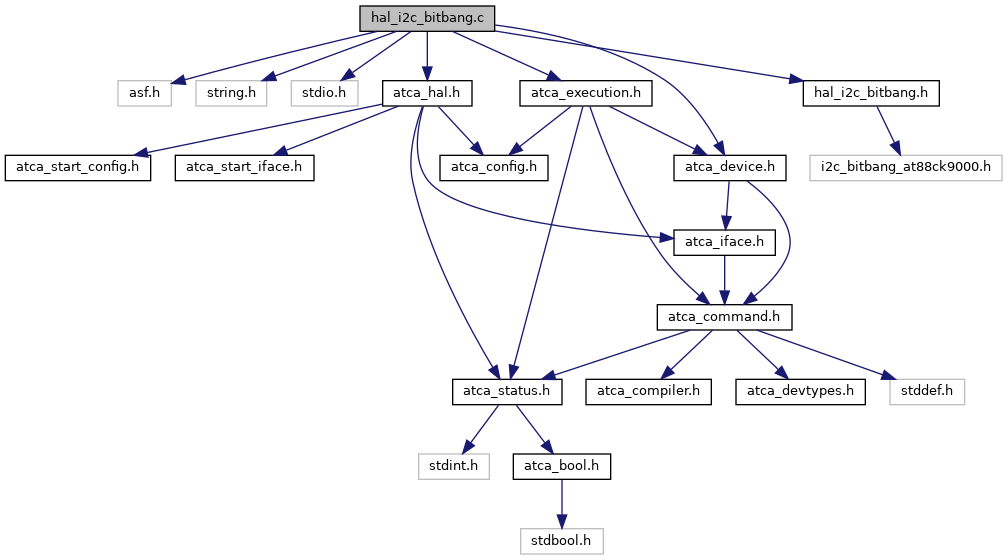 hal_i2c_bitbang.c
asf.h
string.h
stdio.h
atca_hal.h
atca_execution.h
hal_i2c_bitbang.h
atca_start_config.h
atca_start_iface.h
atca_config.h
atca_device.h
i2c_bitbang_at88ck9000.h
atca_iface.h
atca_command.h
atca_status.h
atca_compiler.h
atca_devtypes.h
stddef.h
stdint.h
atca_bool.h
stdbool.h